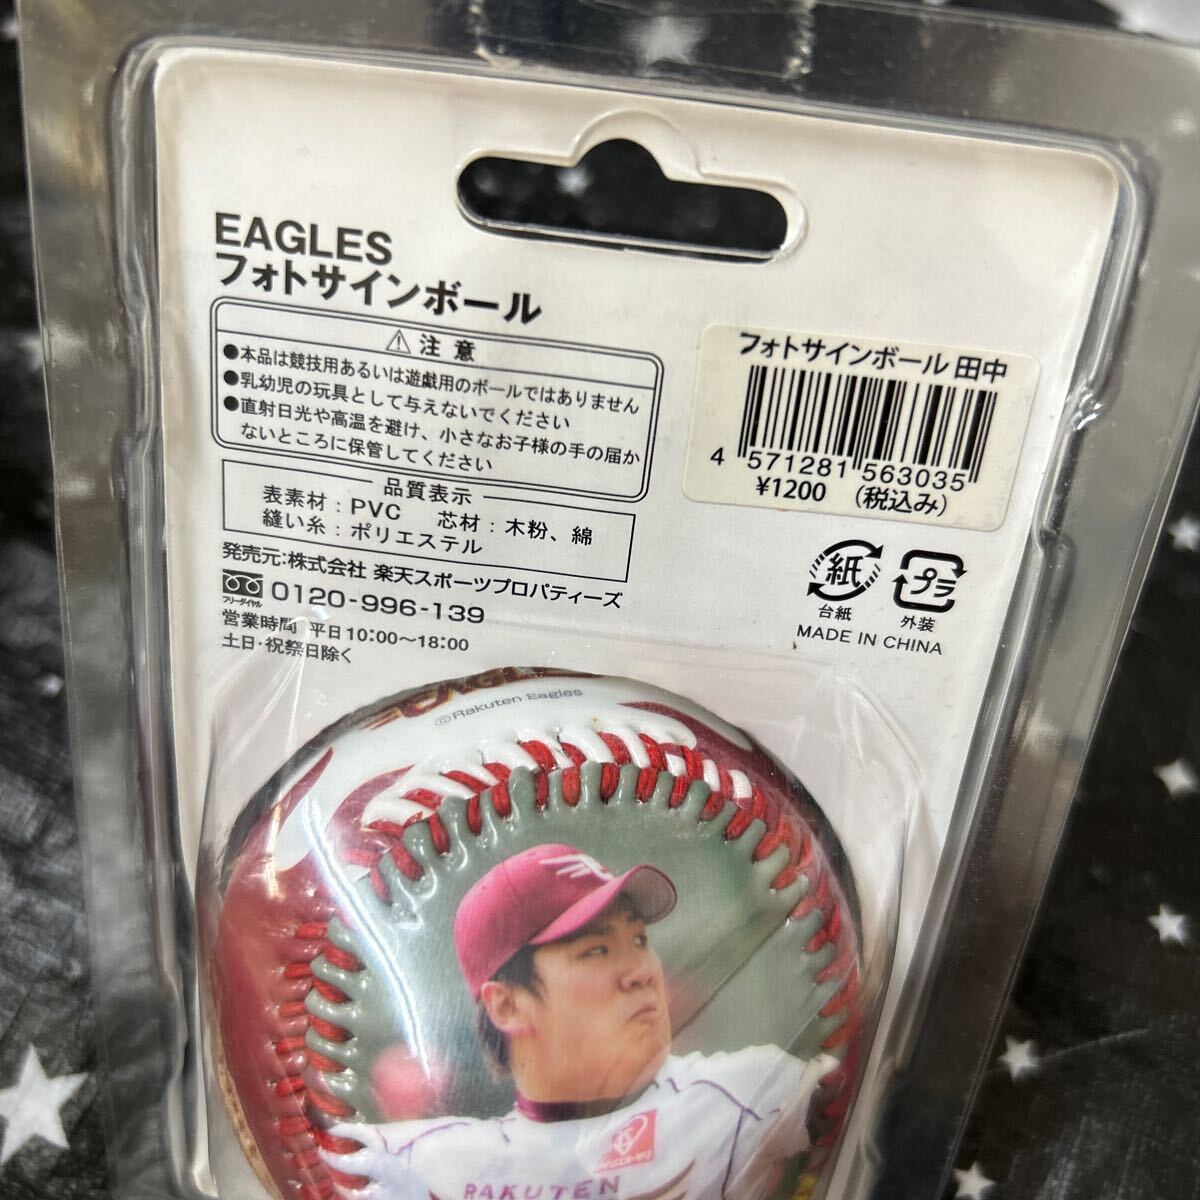 EAGLES
フォトサインボール
⚠ 注意
●本品は競技用あるいは遊戯用のボールではありません
●乳幼児の玩具として与えないでください
●直射日光や高温を避け、小さなお子様の手の届か
ないところに保管してください
品質表示
表素材：PVC 芯材：木粉、綿
縫い糸：ポリエステル
発売元:株式会社 楽天スポーツプロパティーズ
フリーダイヤル 0120-996-139
営業時間 平日10:00～18:00
土日・祝祭日除く
フォトサインボール 田中
4 571281 563035
¥1200 (税込み)
紙 プラ
台紙 外装
MADE IN CHINA
©Rakuten Eagles
RAKUTEN